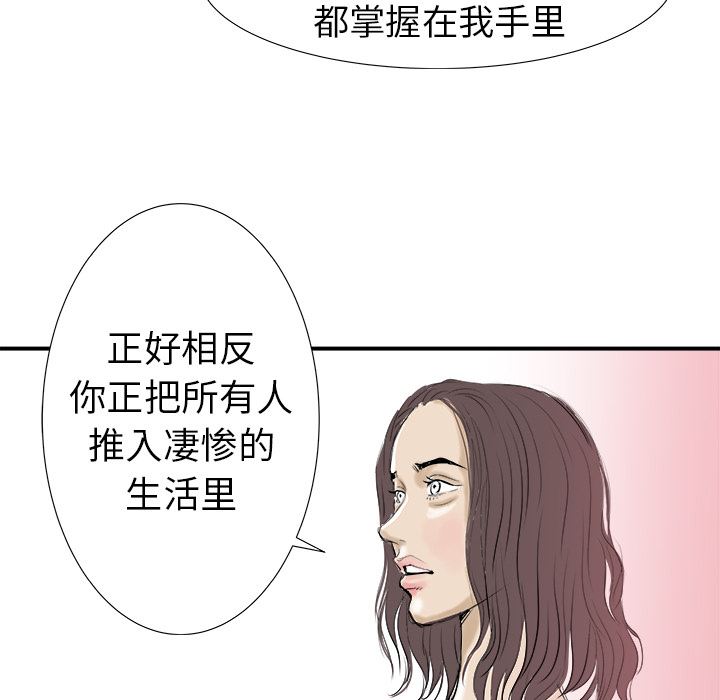 都掌握在我手里
正好相反
你正把所有人
推入凄惨的
生活里